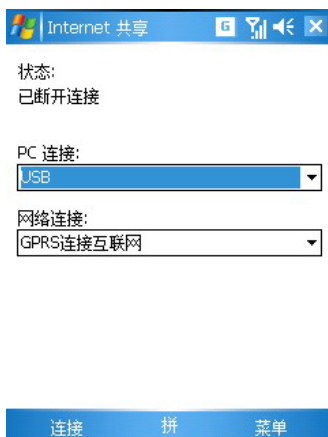 Internet 共享
G
状态:
已断开连接
PC 连接:
USB
网络连接:
GPRS连接互联网
连接 拼 菜单